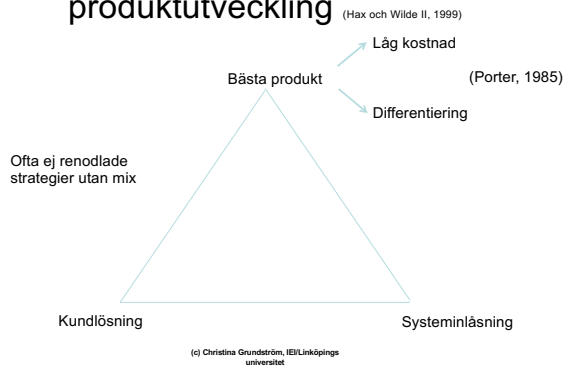 produktutveckling (Hax och Wilde II, 1999)
Låg kostnad
Bästa produkt
(Porter, 1985)
Differentiering
Ofta ej renodlade
strategier utan mix
Kundlösning
Systeminlåsning
(c) Christina Grundström, IEI/Linköpings
universitet